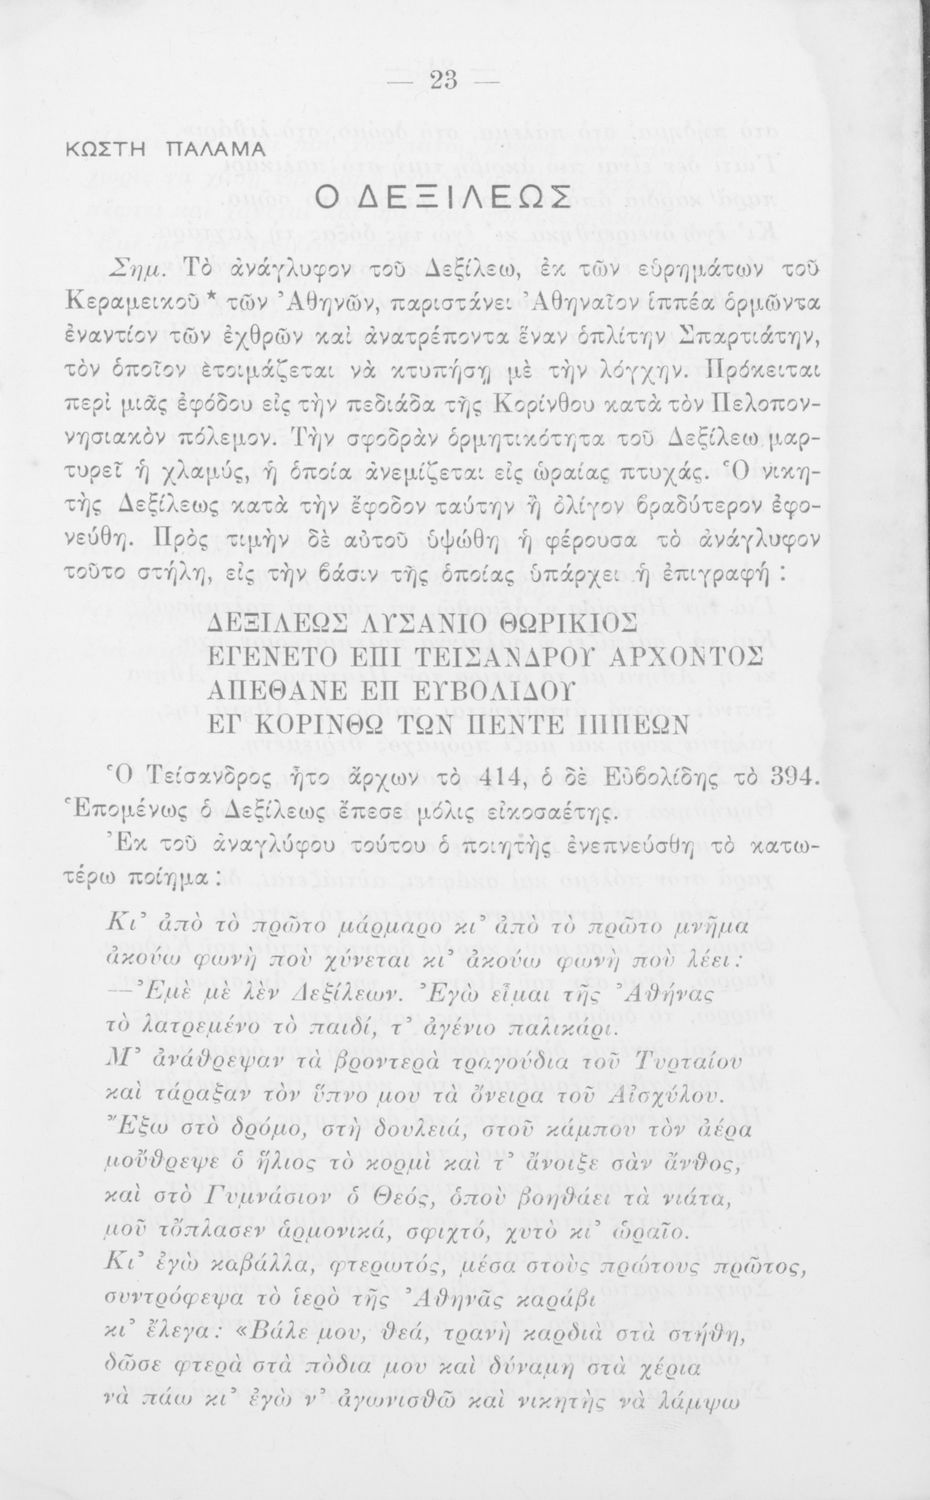 — 23 —
ΚΩΣΤΗ ΠΑΛΑΜΑ
Ο ΔΕΞΙΛΕΩΣ
Σημ. Τὸ ἀνάγλυφον τοῦ Δεξίλεω, ἐκ τῶν εὑρημάτων τοῦ
Κεραμεικοῦ* τῶν Ἀθηνῶν, παριστάνει Ἀθηναῖον ἱππέα ὁρμῶντα
ἐναντίον τῶν ἐχθρῶν καὶ ἀνατρέποντα ἕναν ὁπλίτην Σπαρτιάτην,
τὸν ὁποῖον ἑτοιμάζεται νὰ κτυπήσῃ μὲ τὴν λόγχην. Πρόκειται
περὶ μιᾶς ἐφόδου εἰς τὴν πεδιάδα τῆς Κορίνθου κατὰ τὸν Πελοπον-
νησιακὸν πόλεμον. Τὴν σφοδρὰν ὁρμητικότητα τοῦ Δεξίλεω μαρ-
τυρεῖ ἡ χλαμύς, ἡ ὁποία ἀνεμίζεται εἰς ὡραίας πτυχάς. Ὁ νικη-
τὴς Δεξίλεως κατὰ τὴν ἔφοδον ταύτην ἢ ὀλίγον βραδύτερον ἐφο-
νεύθη. Πρὸς τιμὴν δὲ αὐτοῦ ὑψώθη ἡ φέρουσα τὸ ἀνάγλυφον
τοῦτο στήλη, εἰς τὴν βάσιν τῆς ὁποίας ὑπάρχει ἡ ἐπιγραφή :
ΔΕΞΙΛΕΩΣ ΛΥΣΑΝΙΟ ΘΩΡΙΚΙΟΣ
ΕΓΕΝΕΤΟ ΕΠΙ ΤΕΙΣΑΝΔΡΟΥ ΑΡΧΟΝΤΟΣ
ΑΠΕΘΑΝΕ ΕΠ ΕΥΒΟΛΙΔΟΥ
ΕΓ ΚΟΡΙΝΘΩ ΤΩΝ ΠΕΝΤΕ ΙΠΠΕΩΝ
Ὁ Τείσανδρος ἦτο ἄρχων τὸ 414, ὁ δὲ Εὐβολίδης τὸ 394.
Ἑπομένως ὁ Δεξίλεως ἔπεσε μόλις εἰκοσαέτης.
Ἐκ τοῦ ἀναγλύφου τούτου ὁ ποιητὴς ἐνεπνεύσθη τὸ κατω-
τέρω ποίημα :
Κι’ ἀπὸ τὸ πρῶτο μάρμαρο κι’ ἀπὸ τὸ πρῶτο μνῆμα
ἀκούω φωνὴ ποὺ χύνεται κι’ ἀκούω φωνὴ ποὺ λέει :
— Ἐμὲ μὲ λὲν Δεξίλεων. Ἐγὼ εἶμαι τῆς Ἀθήνας
τὸ λατρεμένο τὸ παιδί, τ’ ἀγένιο παλικάρι.
Μ’ ἀνάθρεψαν τὰ βροντερὰ τραγούδια τοῦ Τυρταίου
καὶ τάραξαν τὸν ὕπνο μου τὰ ὄνειρα τοῦ Αἰσχύλου.
Ἔξω στὸ δρόμο, στὴ δουλειά, στοῦ κάμπου τὸν ἀέρα
μοὔθρεψε ὁ ἥλιος τὸ κορμὶ καὶ τ’ ἄνοιξε σὰν ἄνθος,
καὶ στὸ Γυμνάσιον ὁ Θεός, ὁποὺ βοηθάει τὰ νιάτα,
μοῦ τὄπλασεν ἁρμονικά, σφιχτό, χυτὸ κι’ ὡραῖο.
Κι’ ἐγὼ καβάλλα, φτερωτός, μέσα στοὺς πρώτους πρῶτος,
συντρόφεψα τὸ ἱερὸ τῆς Ἀθηνᾶς καράβι
κι’ ἔλεγα : «Βάλε μου, θεά, τρανὴ καρδιὰ στὰ στήθη,
δῶσε φτερὰ στὰ πόδια μου καὶ δύναμη στὰ χέρια
νὰ πάω κι’ ἐγὼ ν’ ἀγωνισθῶ καὶ νικητὴς νὰ λάμψω